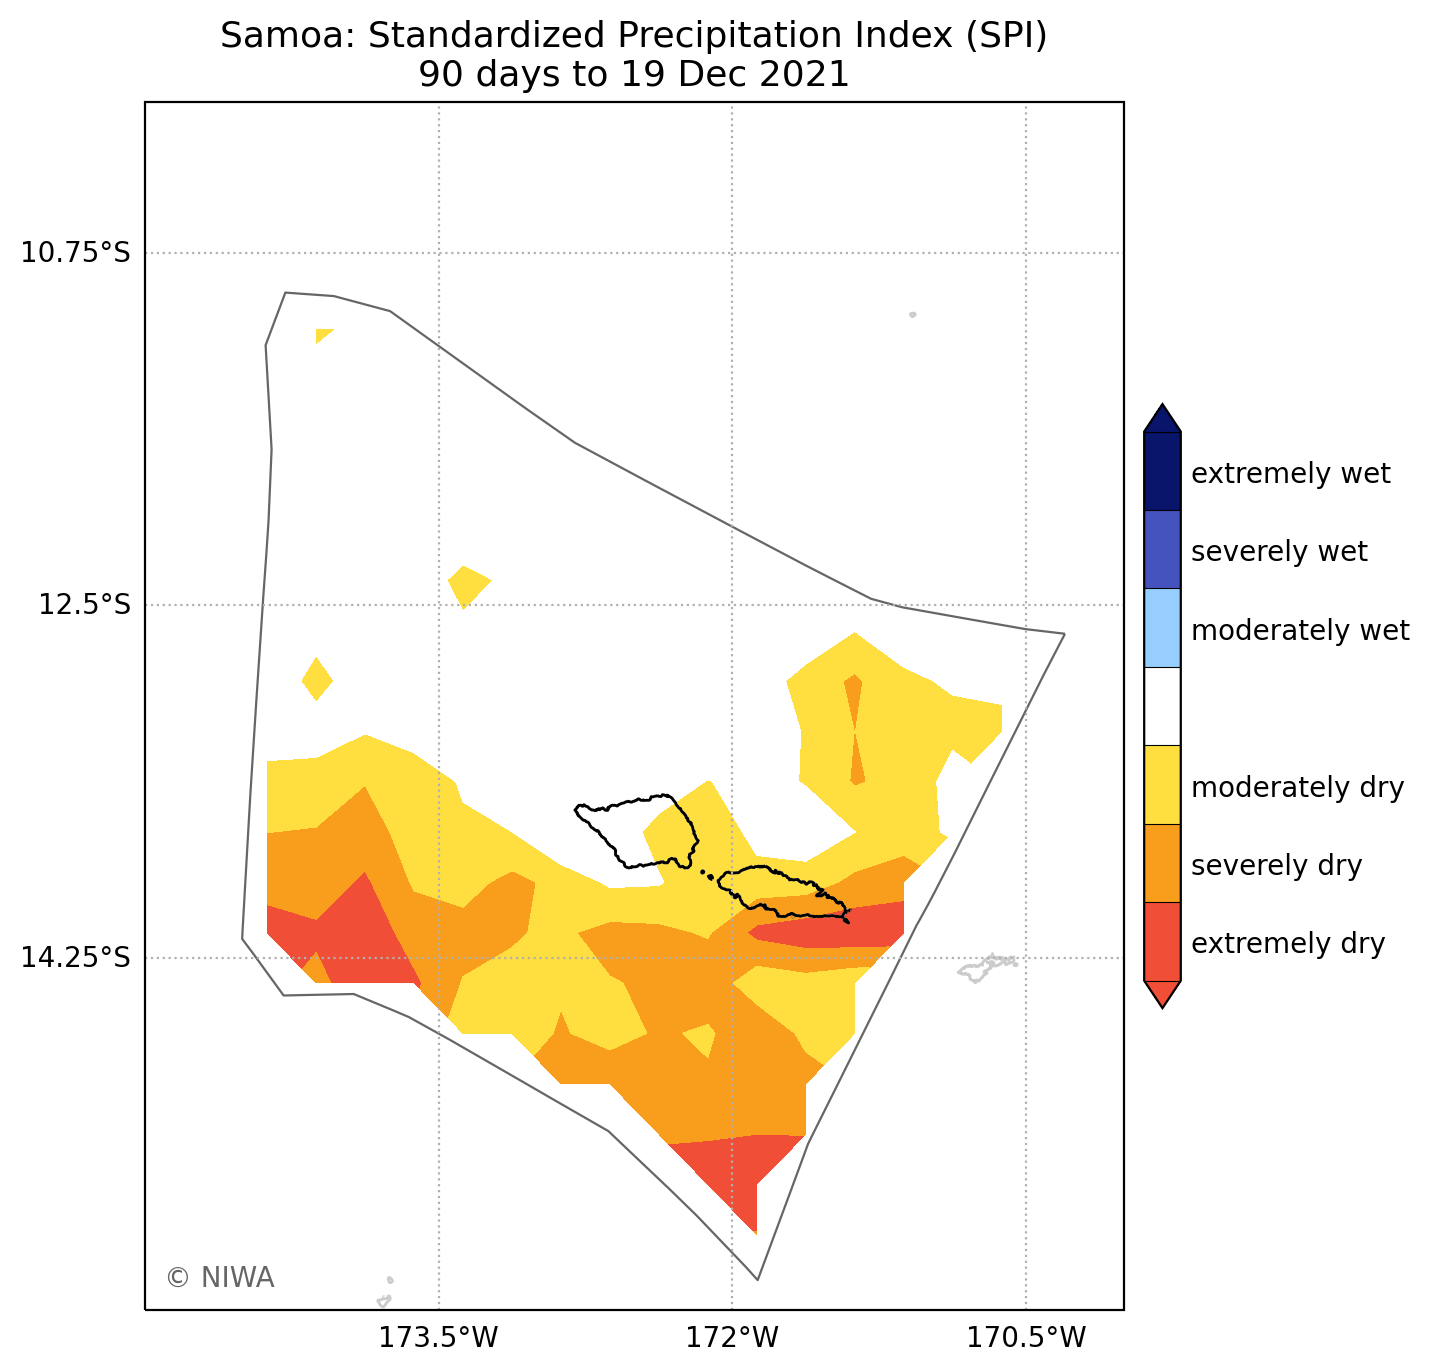 Samoa: Standardized Precipitation Index (SPI)
90 days to 19 Dec 2021
10.75°S
12.5°S
14.25°S
173.5°W
172°W
170.5°W
extremely wet
severely wet
moderately wet
moderately dry
severely dry
extremely dry
© NIWA